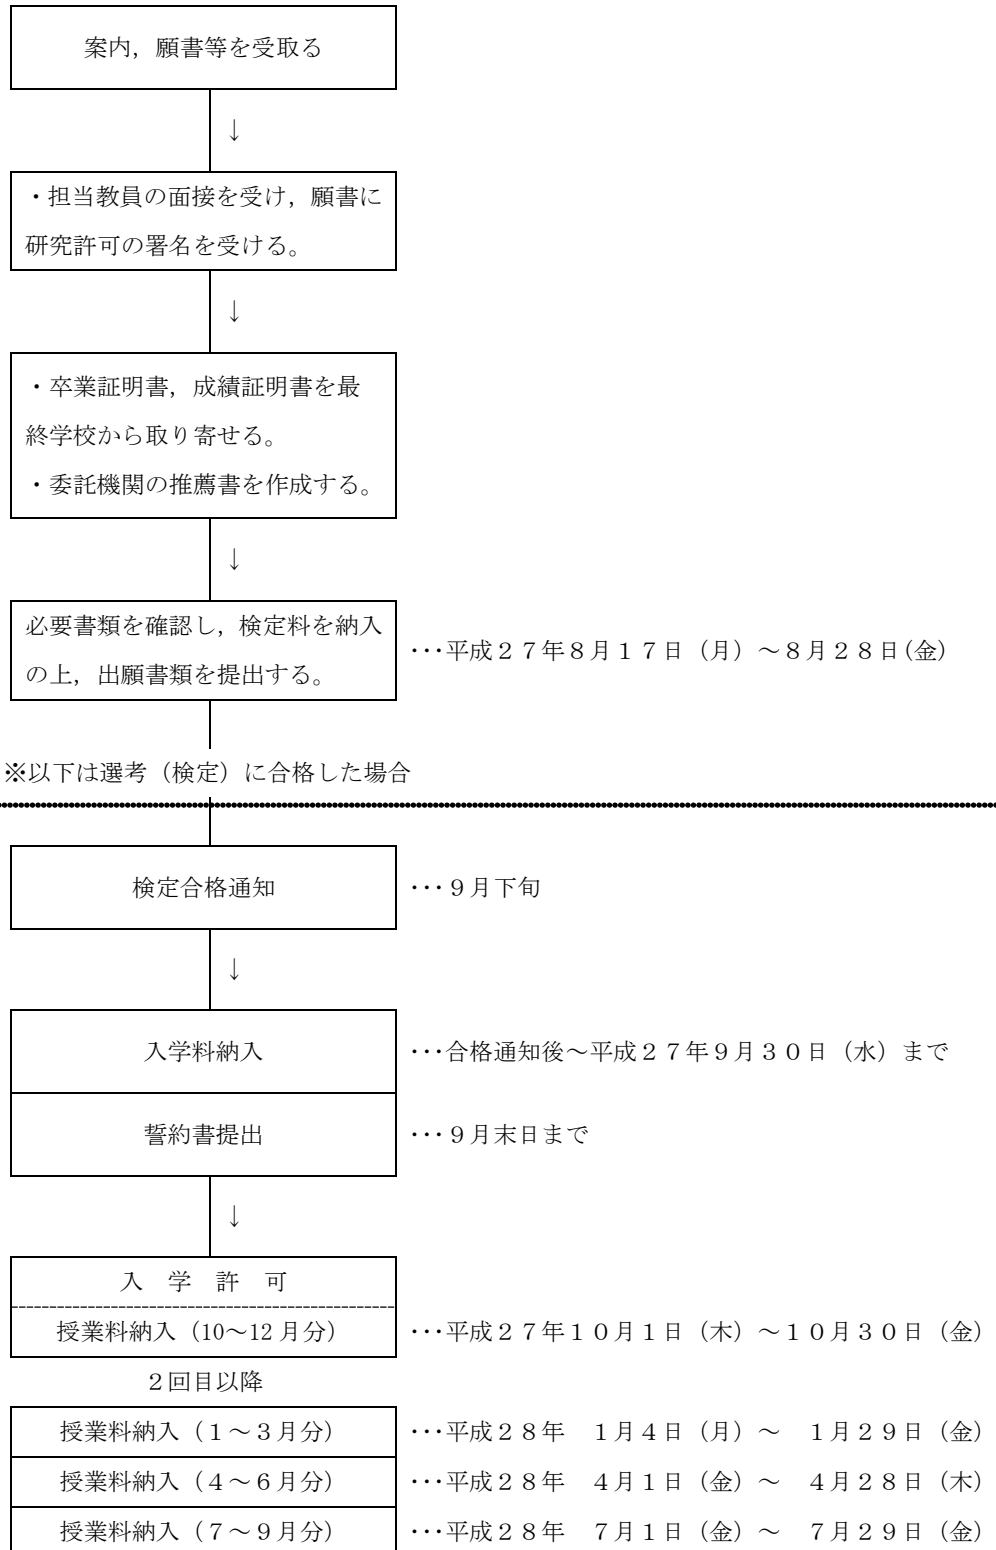 案内，願書等を受取る
↓
・担当教員の面接を受け，願書に
研究許可の署名を受ける。
↓
・卒業証明書，成績証明書を最
終学校から取り寄せる。
・委託機関の推薦書を作成する。
↓
必要書類を確認し，検定料を納入
の上，出願書類を提出する。
･･･平成２７年８月１７日（月）～８月２８日(金)
※以下は選考（検定）に合格した場合
検定合格通知 ･･･９月下旬
↓
入学料納入 ･･･合格通知後～平成２７年９月３０日（水）まで
誓約書提出 ･･･９月末日まで
↓
入　学　許　可
授業料納入（10～12 月分） ･･･平成２７年１０月１日（木）～１０月３０日（金）
２回目以降
授業料納入（１～３月分） ･･･平成２８年　１月４日（月）～　１月２９日（金）
授業料納入（４～６月分） ･･･平成２８年　４月１日（金）～　４月２８日（木）
授業料納入（７～９月分） ･･･平成２８年　７月１日（金）～　７月２９日（金）